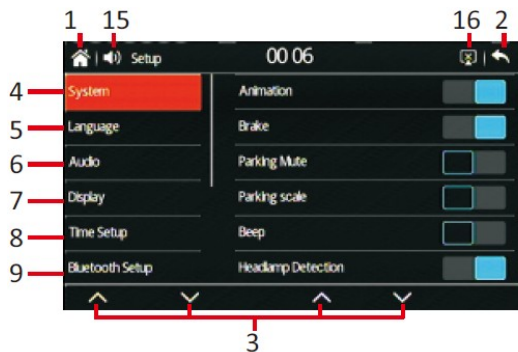 1 15 16 2
Setup 00 06
4 System Animation
5 Language Brake
6 Audio Parking Mute
7 Display Parking scale
8 Time Setup Beep
9 Bluetooth Setup Headlamp Detection
3